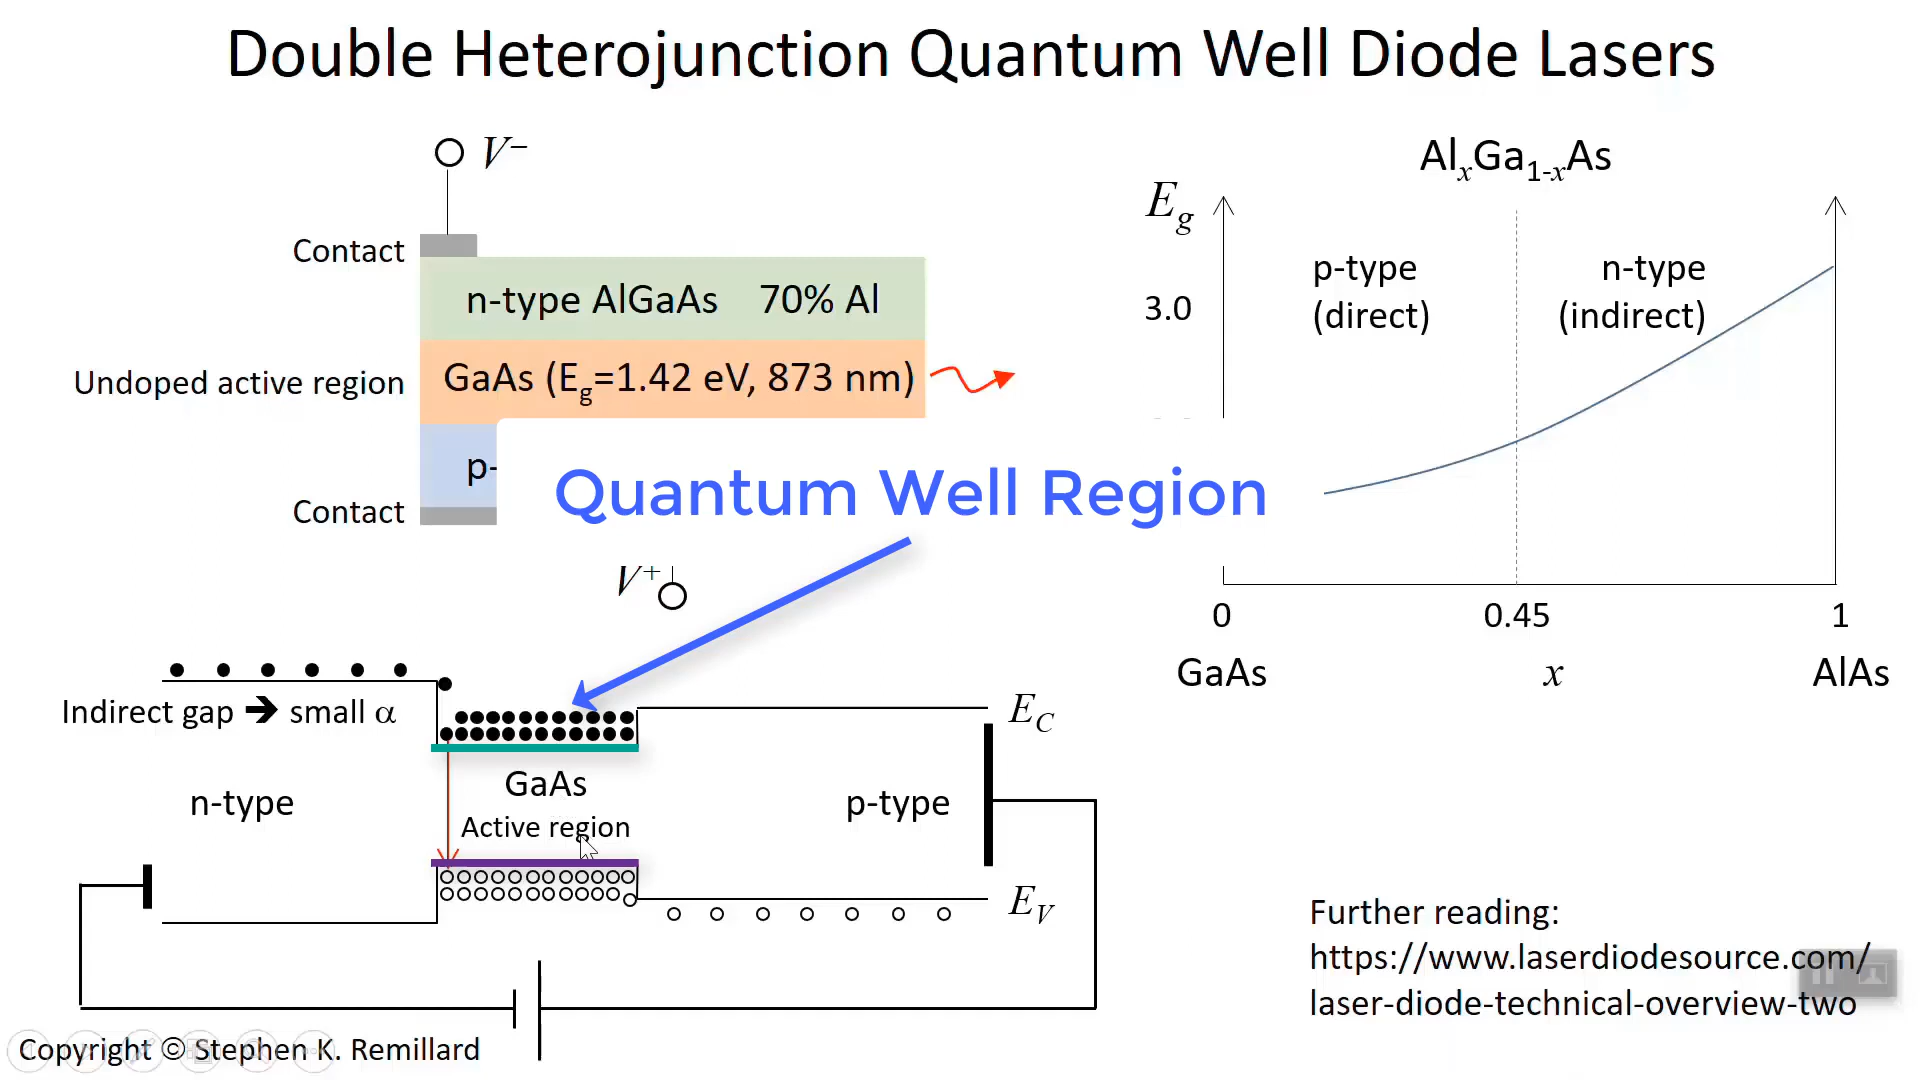 Double Heterojunction Quantum Well Diode Lasers
V−
Contact
n-type AlGaAs 70% Al
Undoped active region
GaAs (Eg=1.42 eV, 873 nm)
p-
Contact
Quantum Well Region
V+
AlxGa1-xAs
Eg
p-type
(direct)
n-type
(indirect)
3.0
0
0.45
1
GaAs
x
AlAs
Indirect gap ➔ small α
EC
GaAs
Active region
n-type
p-type
EV
Further reading:
https://www.laserdiodesource.com/
laser-diode-technical-overview-two
Copyright © Stephen K. Remillard